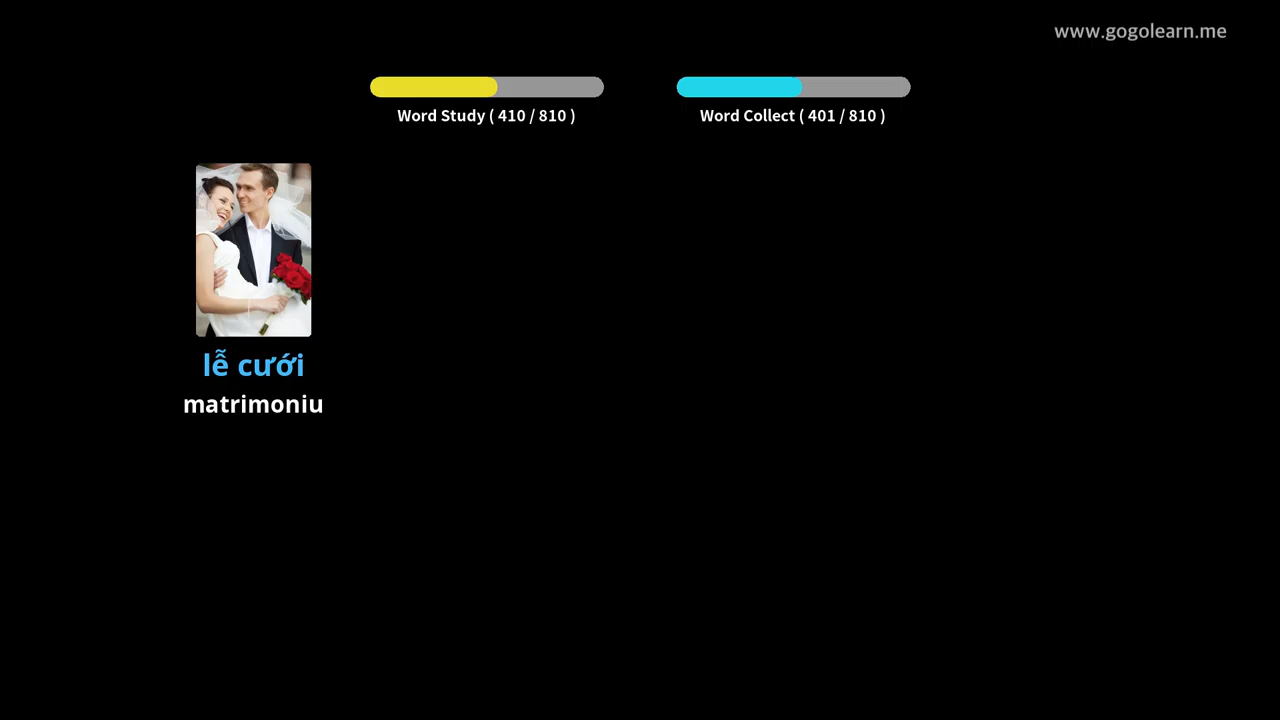 www.gogolearn.me
Word Study ( 410 / 810 )
Word Collect ( 401 / 810 )
lễ cưới
matrimoniu